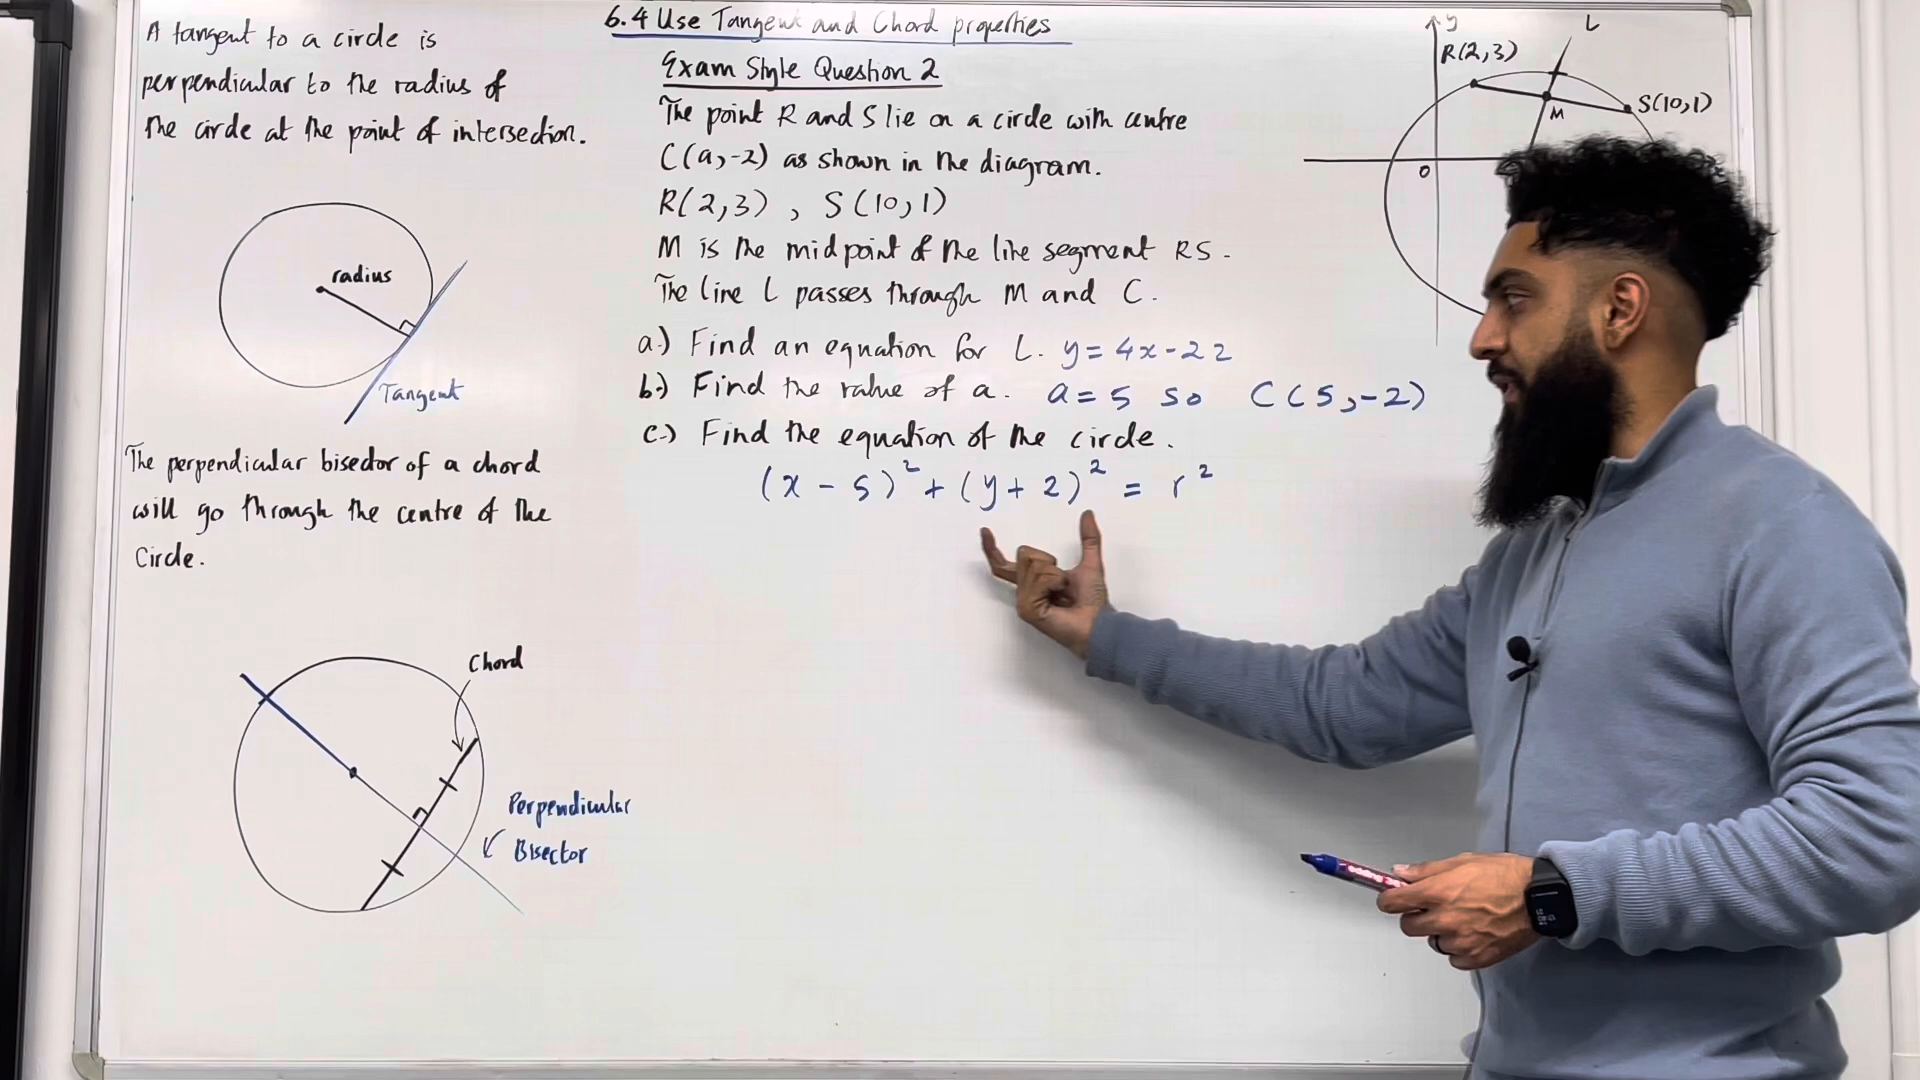 A tangent to a circle is
perpendicular to the radius of
the circle at the point of intersection.
radius
Tangent
The perpendicular bisector of a chord
will go through the centre of the
Circle.
Chord
Perpendicular
Bisector
6.4 Use Tangent and Chord properties
Exam Style Question 2
The point R and S lie on a circle with centre
C(a,-2) as shown in the diagram.
R(2,3) , S(10,1)
M is the midpoint of the line segment RS.
The line L passes through M and C.
a.) Find an equation for L. y=4x-22
b.) Find the value of a. a=5 so C(5,-2)
c.) Find the equation of the circle.
(x-5)²+(y+2)² = r²
y
L
R(2,3)
S(10,1)
M
O